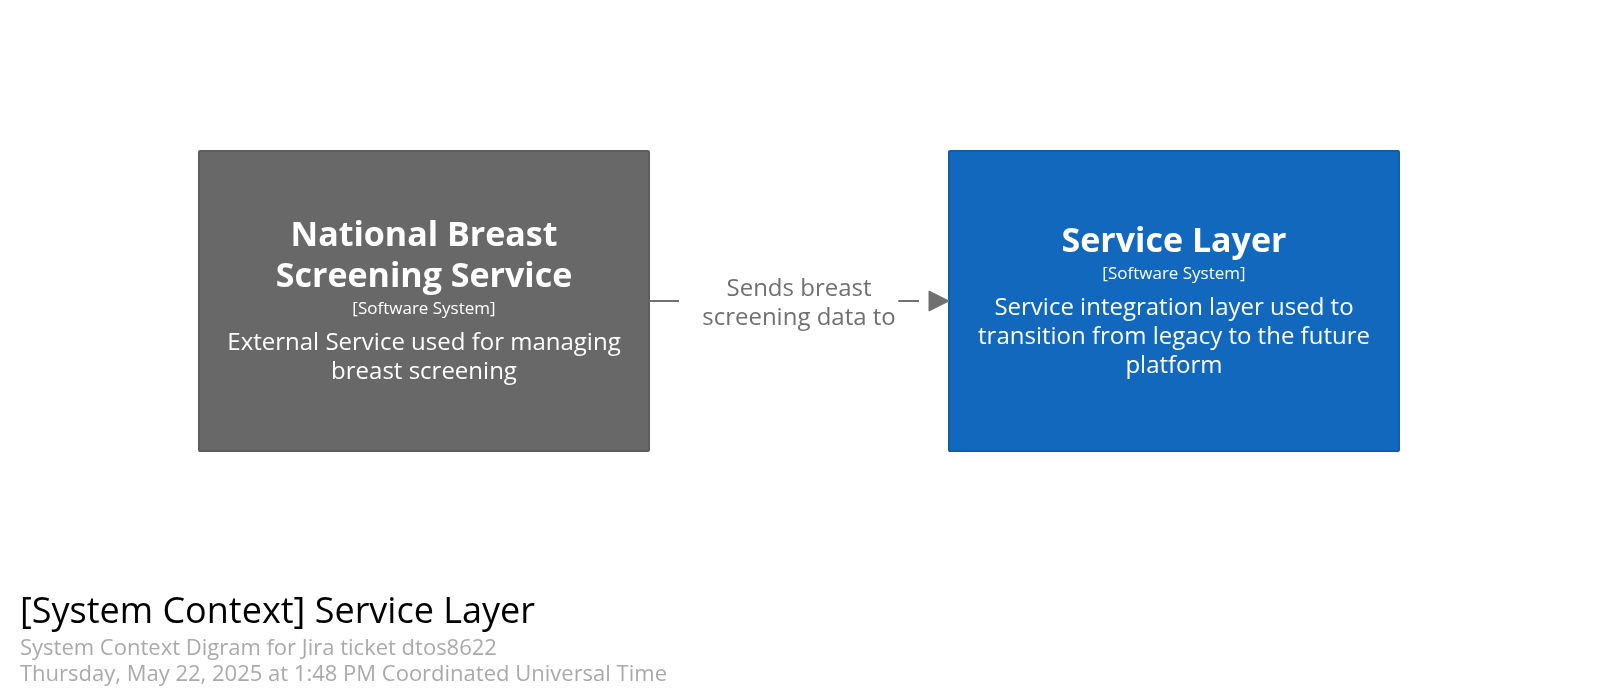 National Breast
Screening Service
[Software System]
External Service used for managing
breast screening
Sends breast
screening data to
Service Layer
[Software System]
Service integration layer used to
transition from legacy to the future
platform
[System Context] Service Layer
System Context Digram for Jira ticket dtos8622
Thursday, May 22, 2025 at 1:48 PM Coordinated Universal Time